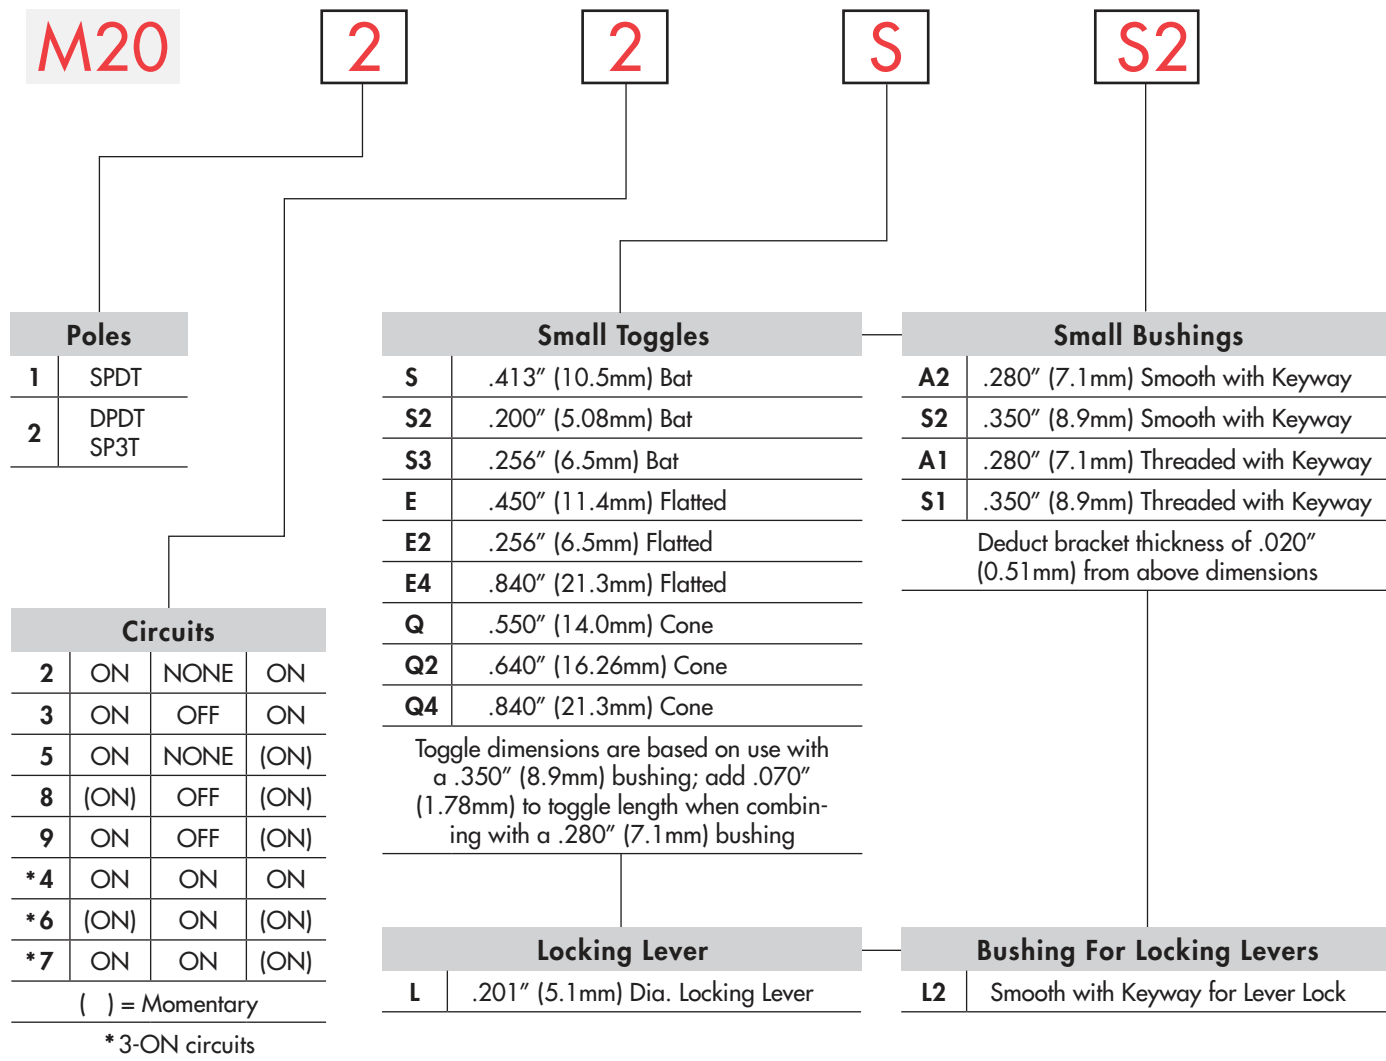 M20 2 2 S S2
Poles
1 SPDT
2 DPDT
SP3T
Circuits
2 ON NONE ON
3 ON OFF ON
5 ON NONE (ON)
8 (ON) OFF (ON)
9 ON OFF (ON)
*4 ON ON ON
*6 (ON) ON (ON)
*7 ON ON (ON)
( ) = Momentary
*3-ON circuits
Small Toggles
S .413″ (10.5mm) Bat
S2 .200″ (5.08mm) Bat
S3 .256″ (6.5mm) Bat
E .450″ (11.4mm) Flatted
E2 .256″ (6.5mm) Flatted
E4 .840″ (21.3mm) Flatted
Q .550″ (14.0mm) Cone
Q2 .640″ (16.26mm) Cone
Q4 .840″ (21.3mm) Cone
Toggle dimensions are based on use with
a .350″ (8.9mm) bushing; add .070″
(1.78mm) to toggle length when combin-
ing with a .280″ (7.1mm) bushing
Locking Lever
L .201″ (5.1mm) Dia. Locking Lever
Small Bushings
A2 .280″ (7.1mm) Smooth with Keyway
S2 .350″ (8.9mm) Smooth with Keyway
A1 .280″ (7.1mm) Threaded with Keyway
S1 .350″ (8.9mm) Threaded with Keyway
Deduct bracket thickness of .020″
(0.51mm) from above dimensions
Bushing For Locking Levers
L2 Smooth with Keyway for Lever Lock